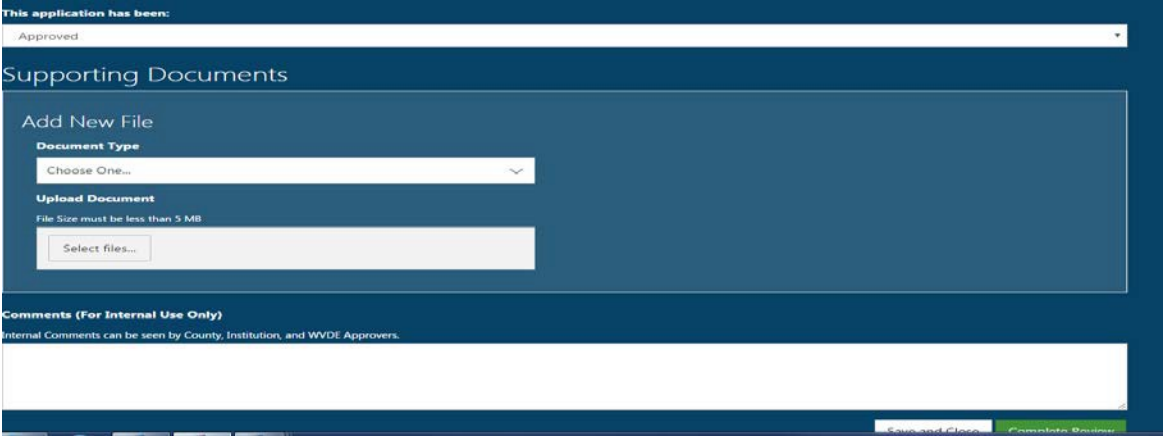 This application has been:
Approved
Supporting Documents
Add New File
Document Type
Choose One...
Upload Document
File Size must be less than 5 MB
Select files...
Comments (For Internal Use Only)
Internal Comments can be seen by County, Institution, and WVDE Approvers.
Save and Close Complete Review